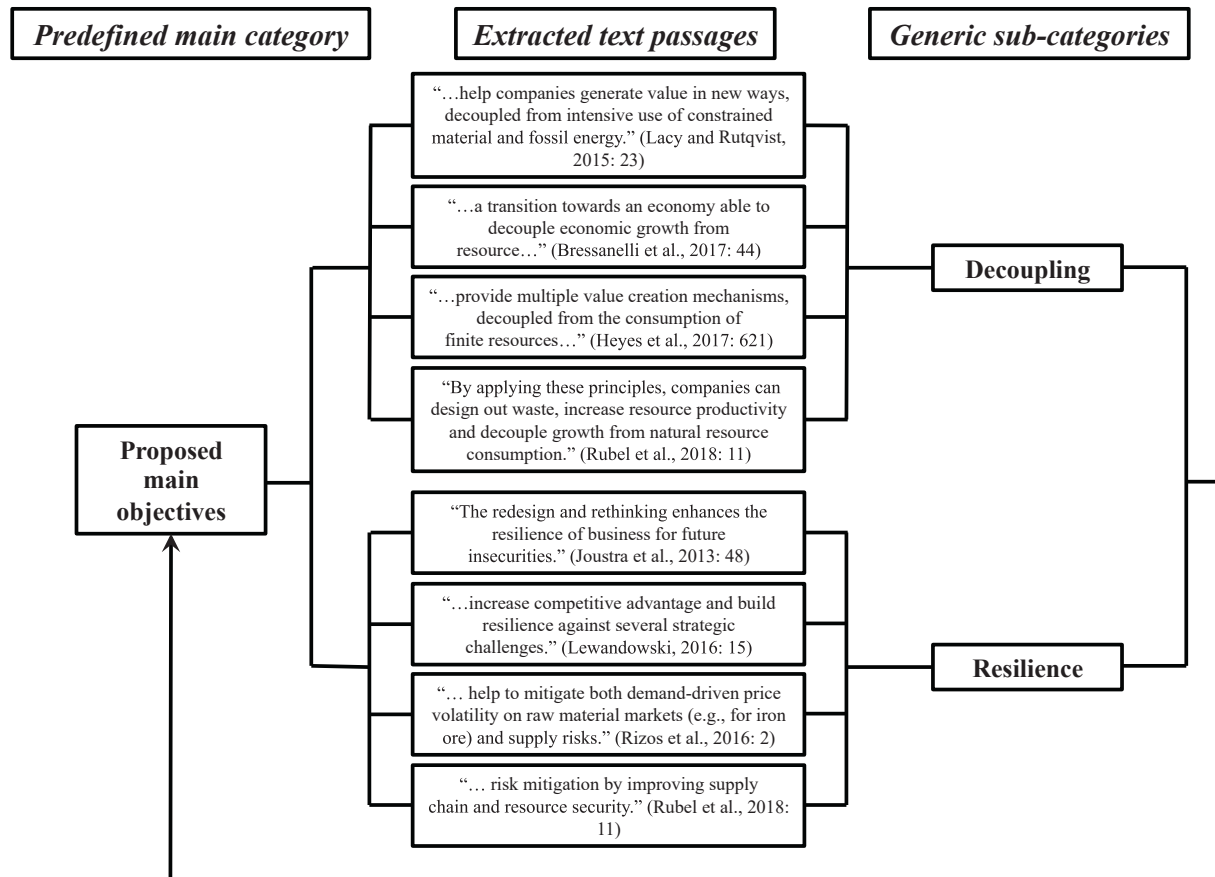 Predefined main category
Extracted text passages
Generic sub-categories
“…help companies generate value in new ways,
decoupled from intensive use of constrained
material and fossil energy.” (Lacy and Rutqvist,
2015: 23)
“…a transition towards an economy able to
decouple economic growth from
resource…” (Bressanelli et al., 2017: 44)
Decoupling
“…provide multiple value creation mechanisms,
decoupled from the consumption of
finite resources…” (Heyes et al., 2017: 621)
“By applying these principles, companies can
design out waste, increase resource productivity
and decouple growth from natural resource
consumption.” (Rubel et al., 2018: 11)
Proposed
main
objectives
“The redesign and rethinking enhances the
resilience of business for future
insecurities.” (Joustra et al., 2013: 48)
“…increase competitive advantage and build
resilience against several strategic
challenges.” (Lewandowski, 2016: 15)
Resilience
“… help to mitigate both demand-driven price
volatility on raw material markets (e.g., for iron
ore) and supply risks.” (Rizos et al., 2016: 2)
“… risk mitigation by improving supply
chain and resource security.” (Rubel et al., 2018:
11)